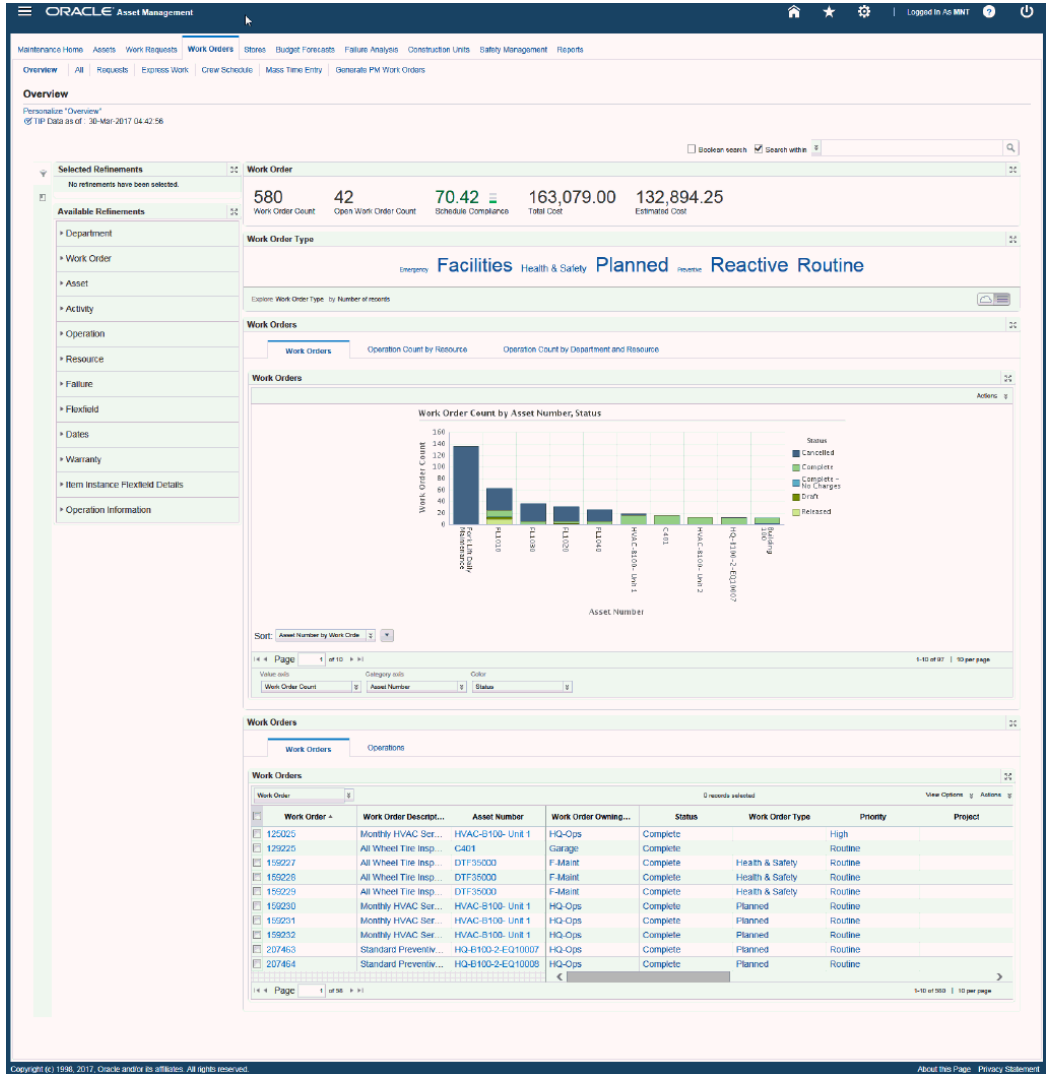 ORACLE Asset Management
Logged In As MNT
Maintenance Home Assets Work Requests Work Orders Stores Budget Forecasts Failure Analysis Construction Units Safety Management Reports
Overview All Requests Express Work Crew Schedule Mass Time Entry Generate PM Work Orders
Overview
Personalize "Overview"
TIP Data as of : 30-Mar-2017 04:42:56
Boolean search Search within
Selected Refinements
No refinements have been selected.
Available Refinements
Department
Work Order
Asset
Activity
Operation
Resource
Failure
Flexfield
Dates
Warranty
Item Instance Flexfield Details
Operation Information
Work Order
580 42 70.42 163,079.00 132,894.25
Work Order Count Open Work Order Count Schedule Compliance Total Cost Estimated Cost
Work Order Type
Emergency Facilities Health & Safety Planned Preventive Reactive Routine
Explore Work Order Type by Number of records
Work Orders
Work Orders Operation Count by Resource Operation Count by Department and Resource
Work Orders
Actions
Work Order Count by Asset Number, Status
Work Order Count
160
140
120
100
80
60
40
20
0
Fork Lift Daily Maintenance
FL1010
FL1030
FL1020
FL1040
HVAC-B100- Unit 1
C401
HVAC-B100- Unit 2
HQ-B100-2-EQ10007
Building 100
Asset Number
Status
Cancelled
Complete
Complete - No Charges
Draft
Released
Sort: Asset Number by Work Orde
Page 1 of 10 1-10 of 97 | 10 per page
Value axis Category axis Color
Work Order Count Asset Number Status
Work Orders
Work Orders Operations
Work Orders
Work Order 0 records selected View Options Actions
Work Order Work Order Descript... Asset Number Work Order Owning... Status Work Order Type Priority Project
125025 Monthly HVAC Ser... HVAC-B100- Unit 1 HQ-Ops Complete High
129225 All Wheel Tire Insp... C401 Garage Complete Routine
159227 All Wheel Tire Insp... DTF35000 F-Maint Complete Health & Safety Routine
159228 All Wheel Tire Insp... DTF35000 F-Maint Complete Health & Safety Routine
159229 All Wheel Tire Insp... DTF35000 F-Maint Complete Health & Safety Routine
159230 Monthly HVAC Ser... HVAC-B100- Unit 1 HQ-Ops Complete Planned Routine
159231 Monthly HVAC Ser... HVAC-B100- Unit 1 HQ-Ops Complete Planned Routine
159232 Monthly HVAC Ser... HVAC-B100- Unit 1 HQ-Ops Complete Planned Routine
207463 Standard Preventiv... HQ-B100-2-EQ10007 HQ-Ops Complete Planned Routine
207464 Standard Preventiv... HQ-B100-2-EQ10008 HQ-Ops Complete Planned Routine
Page 1 of 58 1-10 of 580 | 10 per page
Copyright (c) 1998, 2017, Oracle and/or its affiliates. All rights reserved. About this Page Privacy Statement